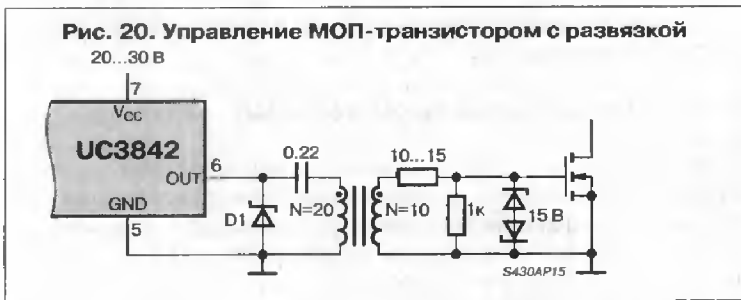 Рис. 20. Управление МОП-транзистором с развязкой
20...30 В
7
Vcc
UC3842
OUT
6
GND
5
D1
0.22
N=20
N=10
10...15
1к
15 В
S430AP15